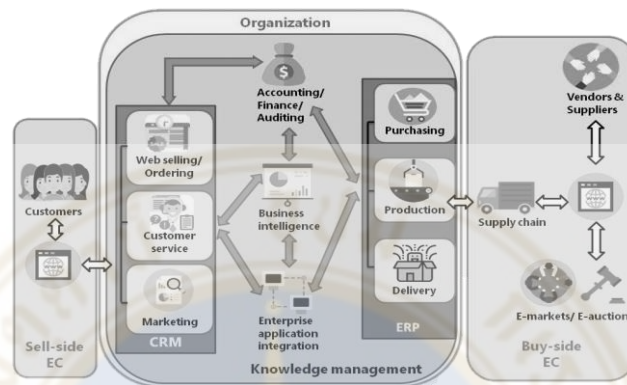 Organization
Accounting/
Finance/
Auditing
Web selling/
Ordering
Customer
service
Marketing
CRM
Business
intelligence
Enterprise
application
integration
Purchasing
Production
Delivery
ERP
Knowledge management
Customers
Sell-side
EC
Vendors &
Suppliers
Supply chain
E-markets/ E-auction
Buy-side
EC